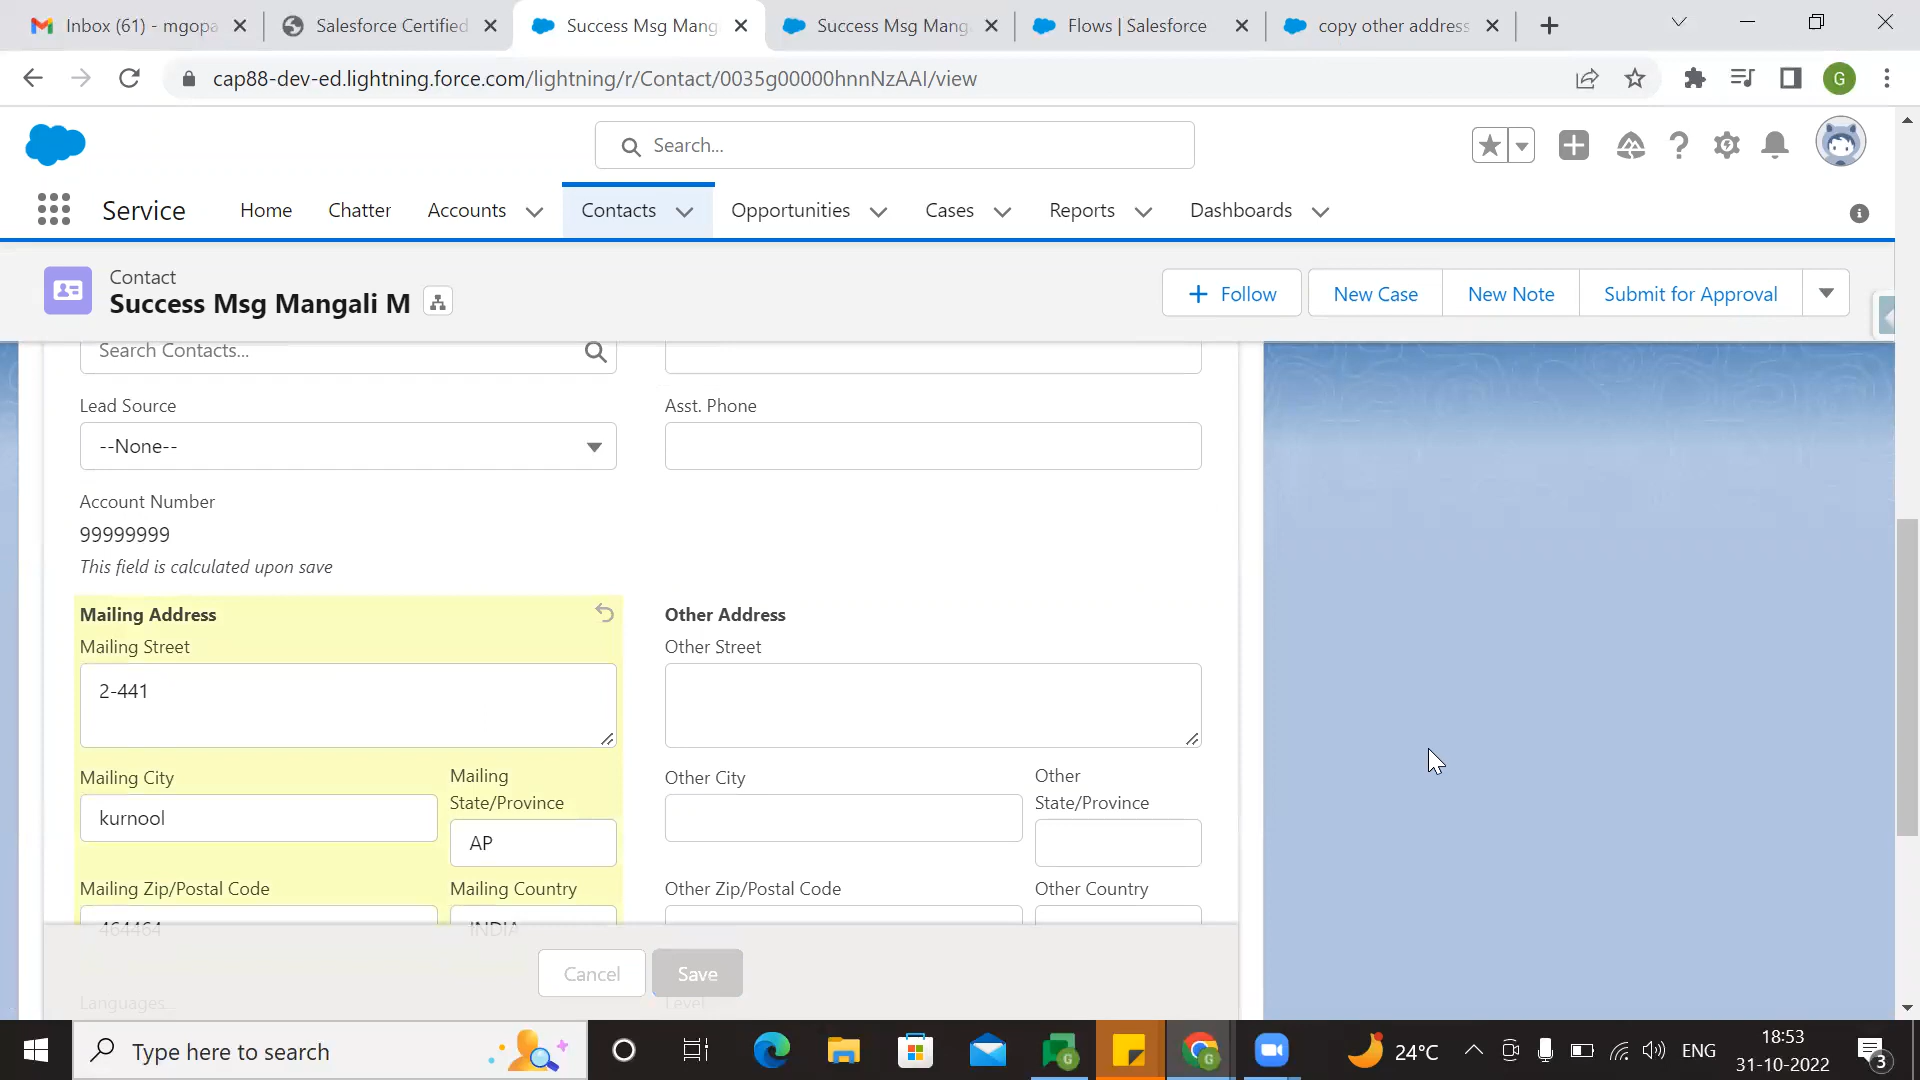 Inbox (61) - mgopa
Salesforce Certified
Success Msg Mang
Success Msg Mang
Flows | Salesforce
copy other address
cap88-dev-ed.lightning.force.com/lightning/r/Contact/0035g00000hnnNzAAI/view
G
Search...
Service
Home
Chatter
Accounts
Contacts
Opportunities
Cases
Reports
Dashboards
Contact
Success Msg Mangali M
Follow
New Case
New Note
Submit for Approval
Search Contacts...
Lead Source
Asst. Phone
--None--
Account Number
99999999
This field is calculated upon save
Mailing Address
Other Address
Mailing Street
Other Street
2-441
Mailing City
Mailing State/Province
Other City
Other State/Province
kurnool
AP
Mailing Zip/Postal Code
Mailing Country
Other Zip/Postal Code
Other Country
464464
INDIA
Cancel
Save
Languages...
Level
Type here to search
24°C
ENG
18:53
31-10-2022
3